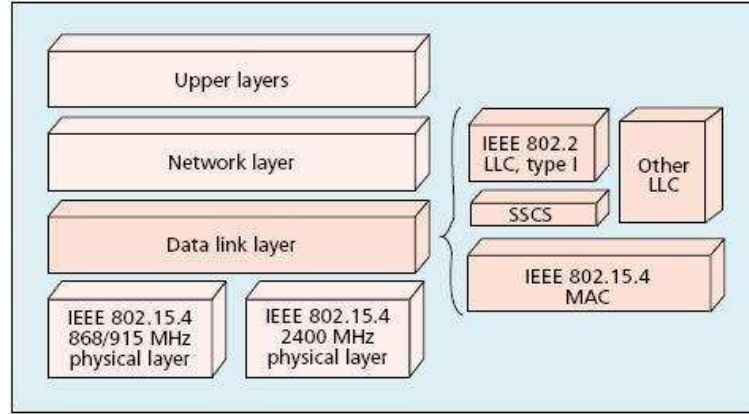 Upper layers
Network layer
Data link layer
IEEE 802.15.4
868/915 MHz
physical layer
IEEE 802.15.4
2400 MHz
physical layer
IEEE 802.2
LLC, type I
Other
LLC
SSCS
IEEE 802.15.4
MAC